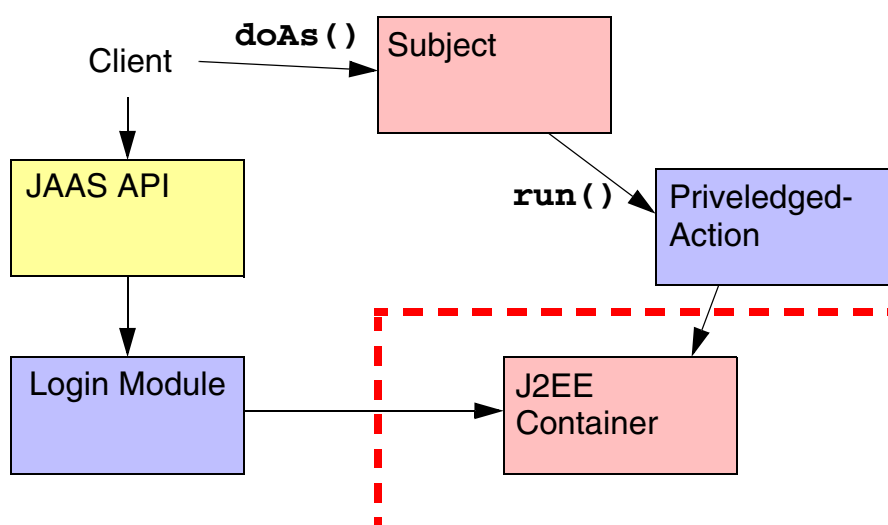 doAs()
Subject
Client
JAAS API
run()
Priveledged-
Action
Login Module
J2EE
Container